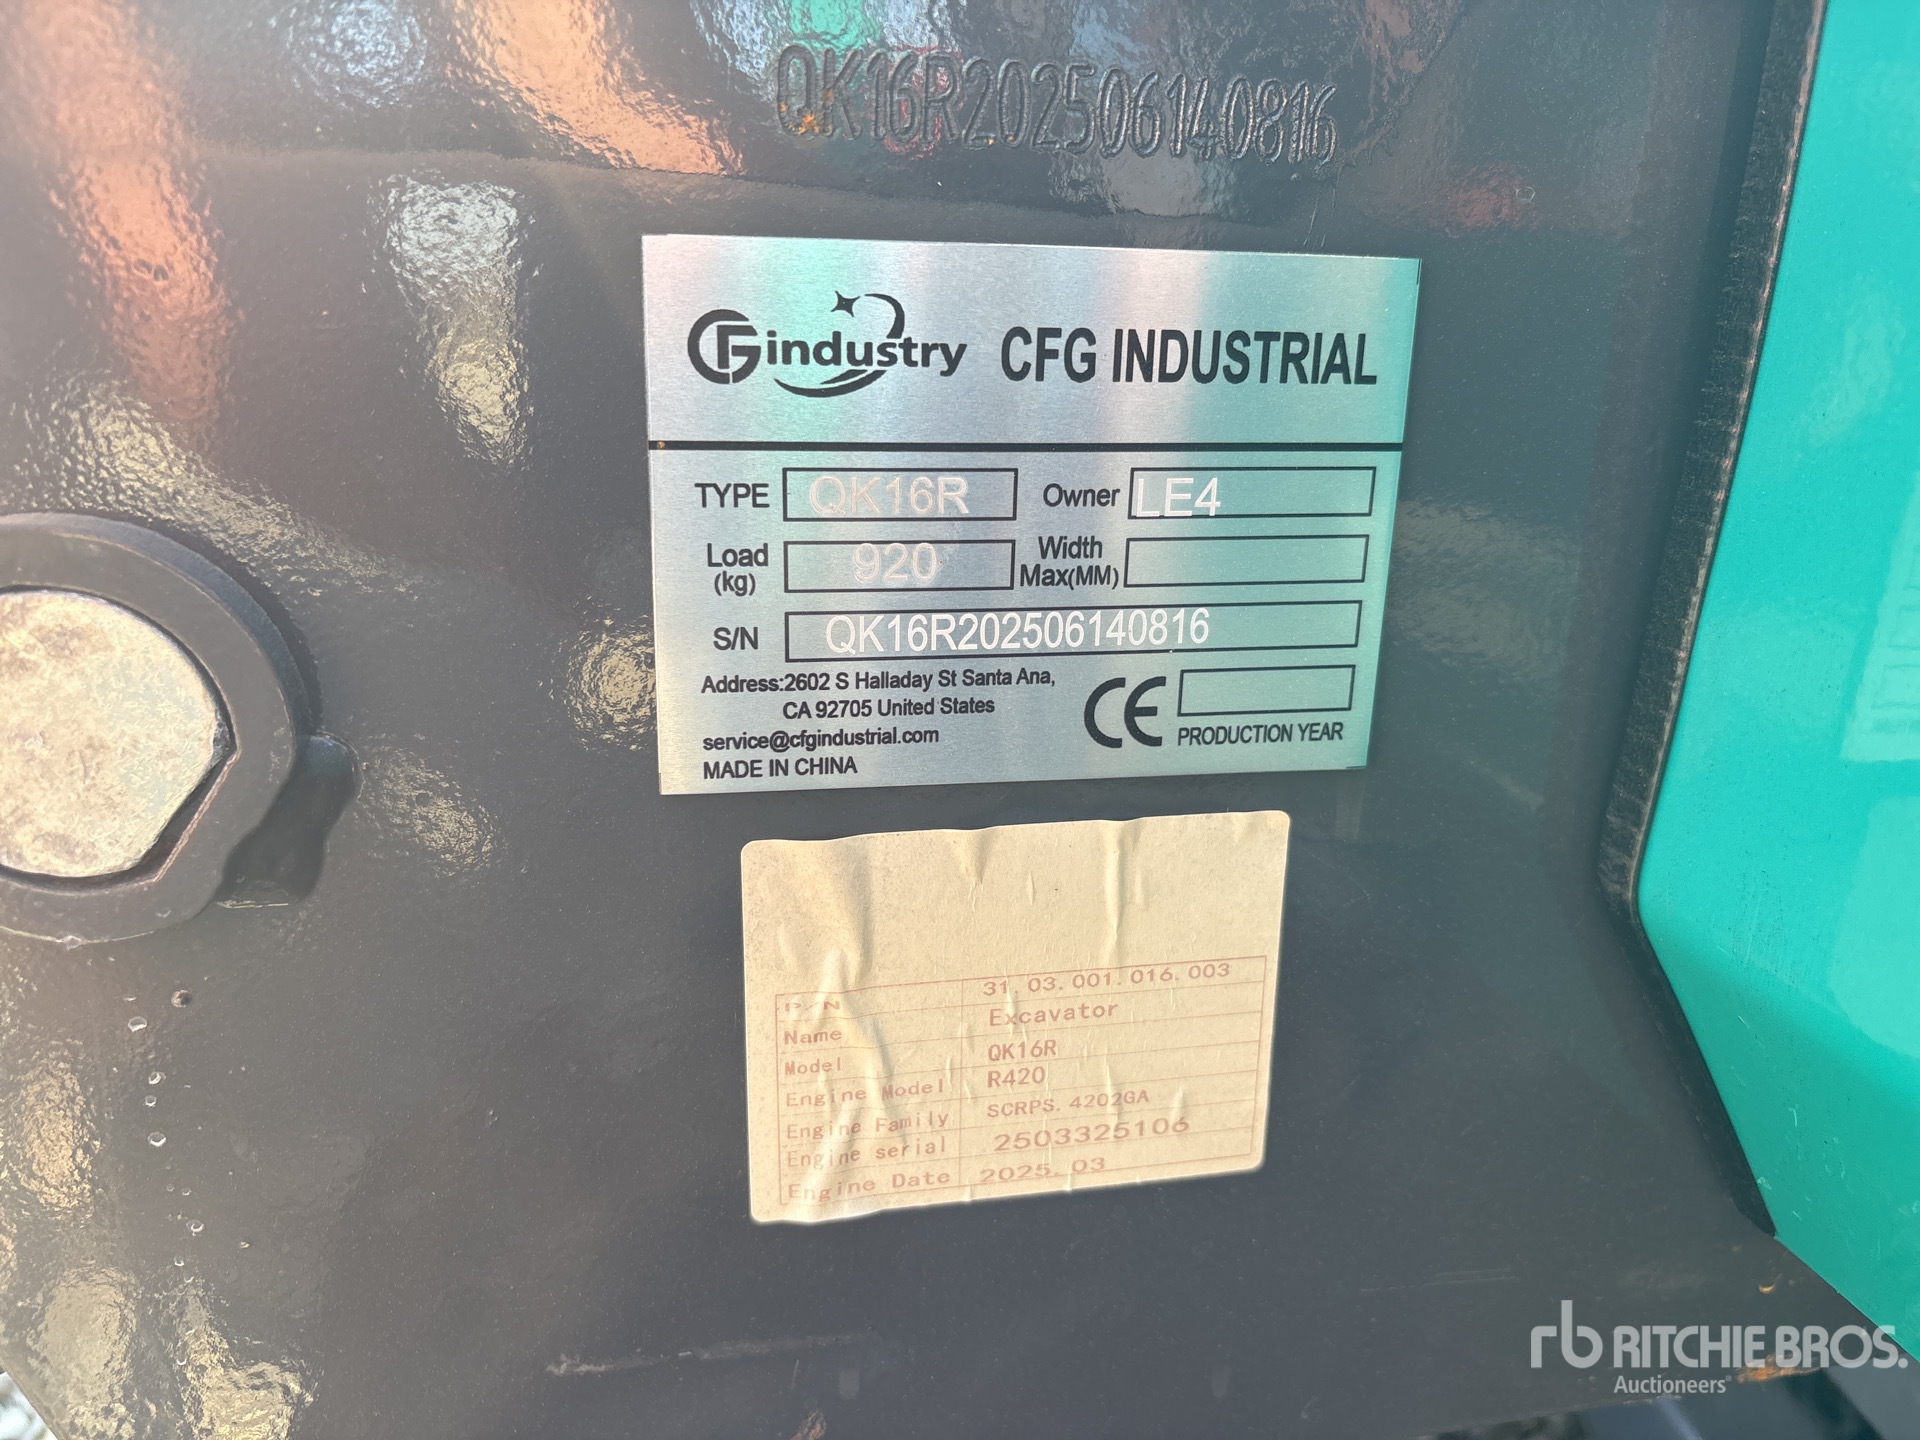 QK16R202506140816
CFG industry CFG INDUSTRIAL
TYPE QK16R Owner LE4
Load (kg) 920 Width Max(MM)
S/N QK16R202506140816
Address:2602 S Halladay St Santa Ana,
CA 92705 United States
service@cfgindustrial.com
MADE IN CHINA
CE PRODUCTION YEAR
P/N 31.03.001.016.003
Name Excavator
Model QK16R
Engine Model R420
Engine Family SCRPS.4202GA
Engine serial 2503325106
Engine Date 2025.03
rb RITCHIE BROS.
Auctioneers